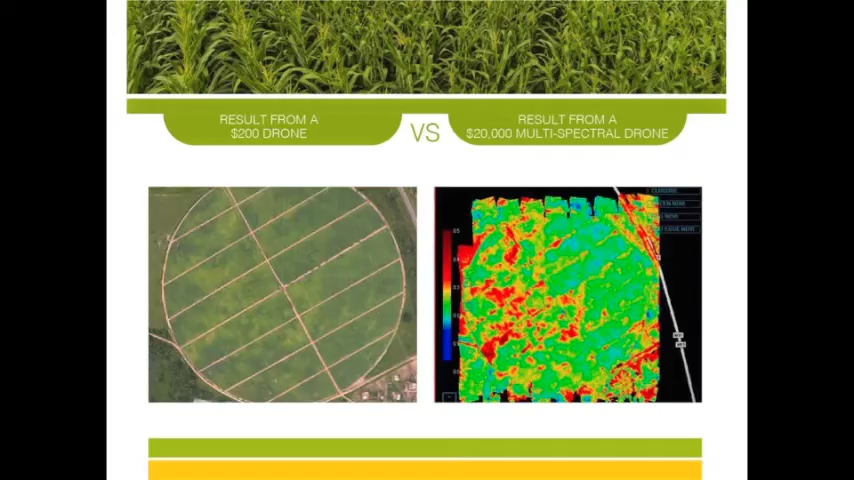 RESULT FROM A
$200 DRONE
VS
RESULT FROM A
$20,000 MULTI-SPECTRAL DRONE